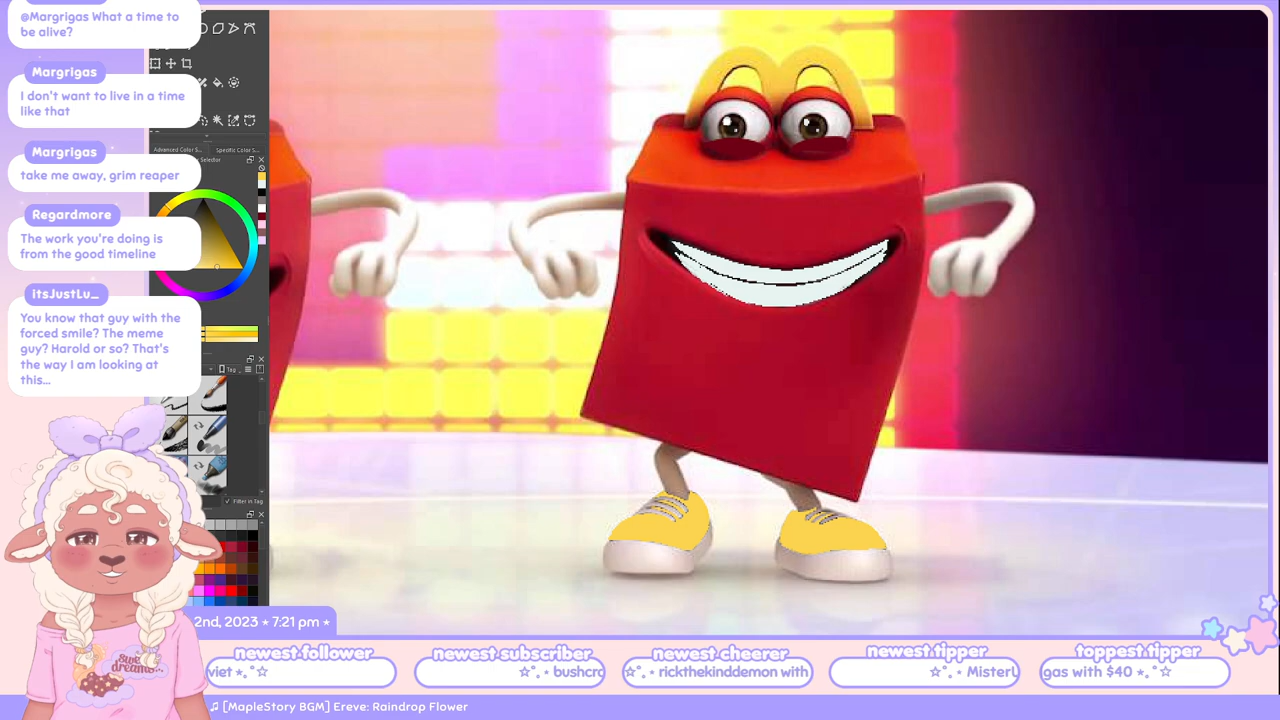 @Margrigas What a time to
be alive?
Margrigas
I don't want to live in a time
like that
Margrigas
take me away, grim reaper
Regardmore
The work you're doing is
from the good timeline
itsJustLu_
You know that guy with the
forced smile? The meme
guy? Harold or so? That's
the way I am looking at
this...
Advanced Color S...
Specific Color S...
Selector
Tag
Filter in Tag
swee
dreams
2nd, 2023 ⋆ 7:21 pm ⋆
newest follower
viet ⋆｡˚☆
newest subscriber
☆˚｡⋆ bushcro
newest cheerer
☆˚｡⋆ rickthekinddemon with
newest tipper
☆˚｡⋆ MisterL
toppest tipper
gas with $40 ⋆｡˚☆
♫ [MapleStory BGM] Ereve: Raindrop Flower